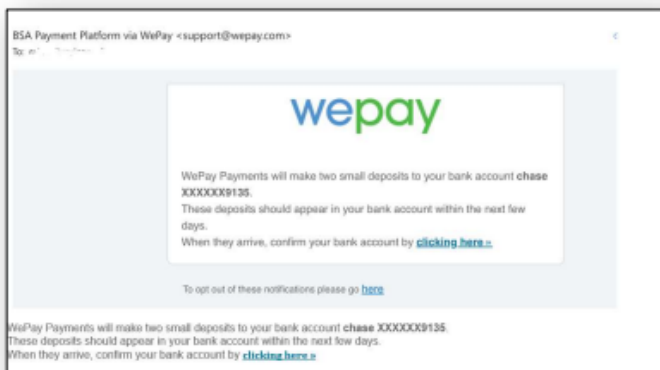 BSA Payment Platform via WePay <support@wepay.com>
To:
wepay
WePay Payments will make two small deposits to your bank account chase
XXXXXX9135.
These deposits should appear in your bank account within the next few
days.
When they arrive, confirm your bank account by clicking here »
To opt out of these notifications please go here
WePay Payments will make two small deposits to your bank account chase XXXXXX9135.
These deposits should appear in your bank account within the next few days.
When they arrive, confirm your bank account by clicking here »